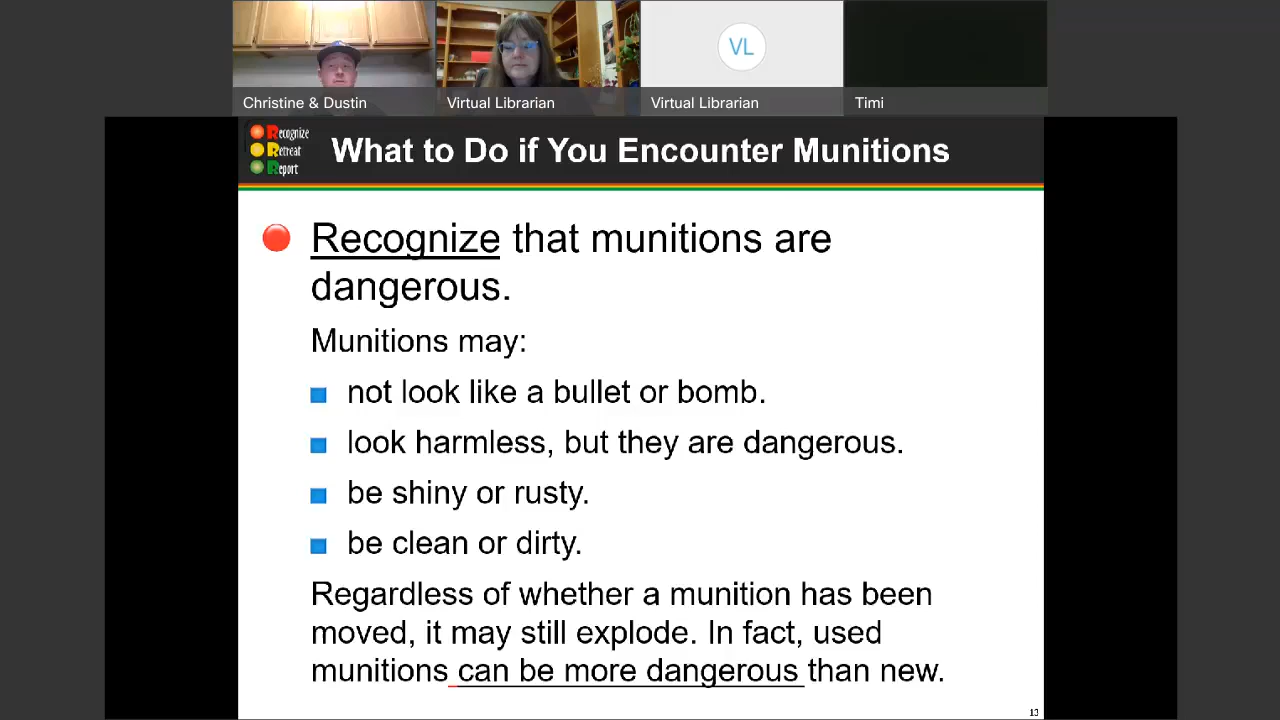 VL
Christine & Dustin
Virtual Librarian
Virtual Librarian
Timi
Recognize
Retreat
Report
What to Do if You Encounter Munitions
Recognize that munitions are
dangerous.
Munitions may:
not look like a bullet or bomb.
look harmless, but they are dangerous.
be shiny or rusty.
be clean or dirty.
Regardless of whether a munition has been
moved, it may still explode. In fact, used
munitions can be more dangerous than new.
13